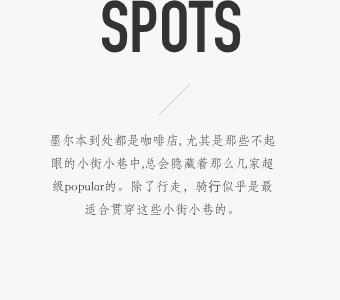 SPOTS
墨尔本到处都是咖啡店, 尤其是那些不起
眼的小街小巷中,总会隐藏着那么几家超
级popular的。除了行走，骑行似乎是最
适合贯穿这些小街小巷的。